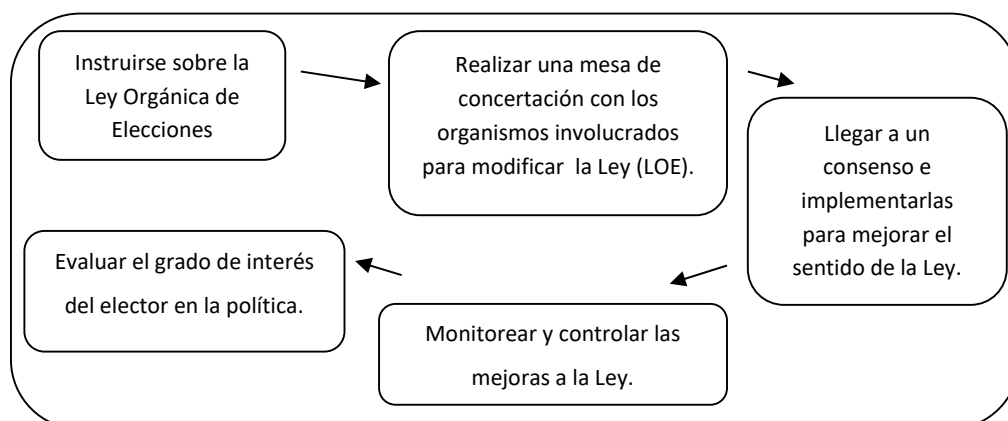 Instruirse sobre la
Ley Orgánica de
Elecciones
Realizar una mesa de
concertación con los
organismos involucrados
para modificar la Ley (LOE).
Llegar a un
consenso e
implementarlas
para mejorar el
sentido de la Ley.
Monitorear y controlar las
mejoras a la Ley.
Evaluar el grado de interés
del elector en la política.